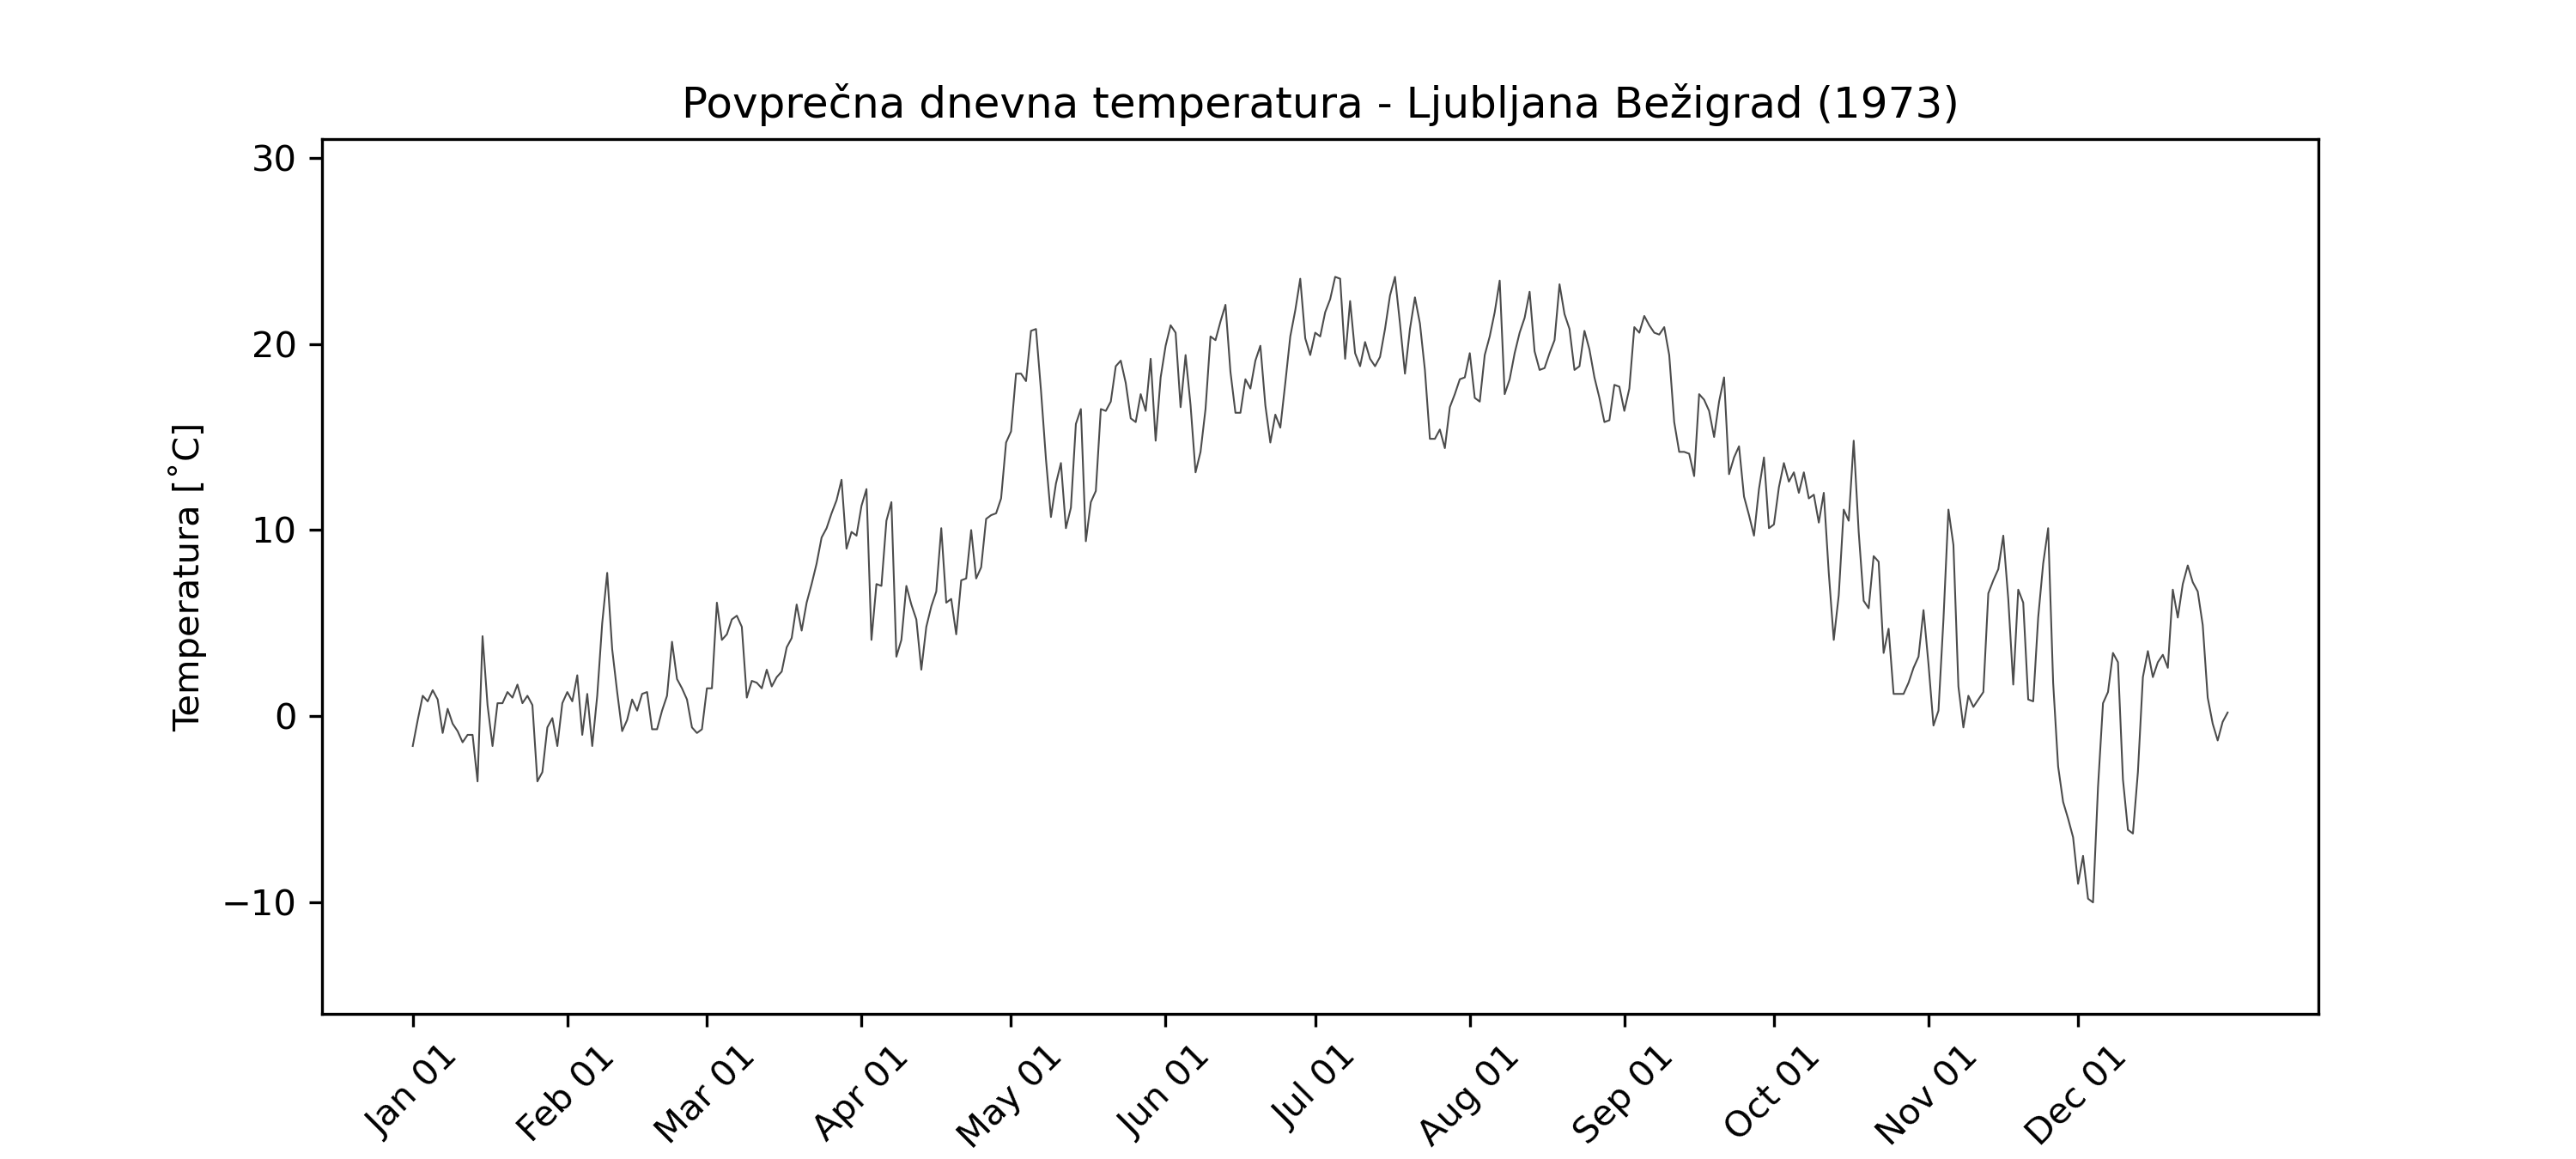 Povprečna dnevna temperatura - Ljubljana Bežigrad (1973)
Temperatura [°C]
30
20
10
0
−10
Jan 01
Feb 01
Mar 01
Apr 01
May 01
Jun 01
Jul 01
Aug 01
Sep 01
Oct 01
Nov 01
Dec 01